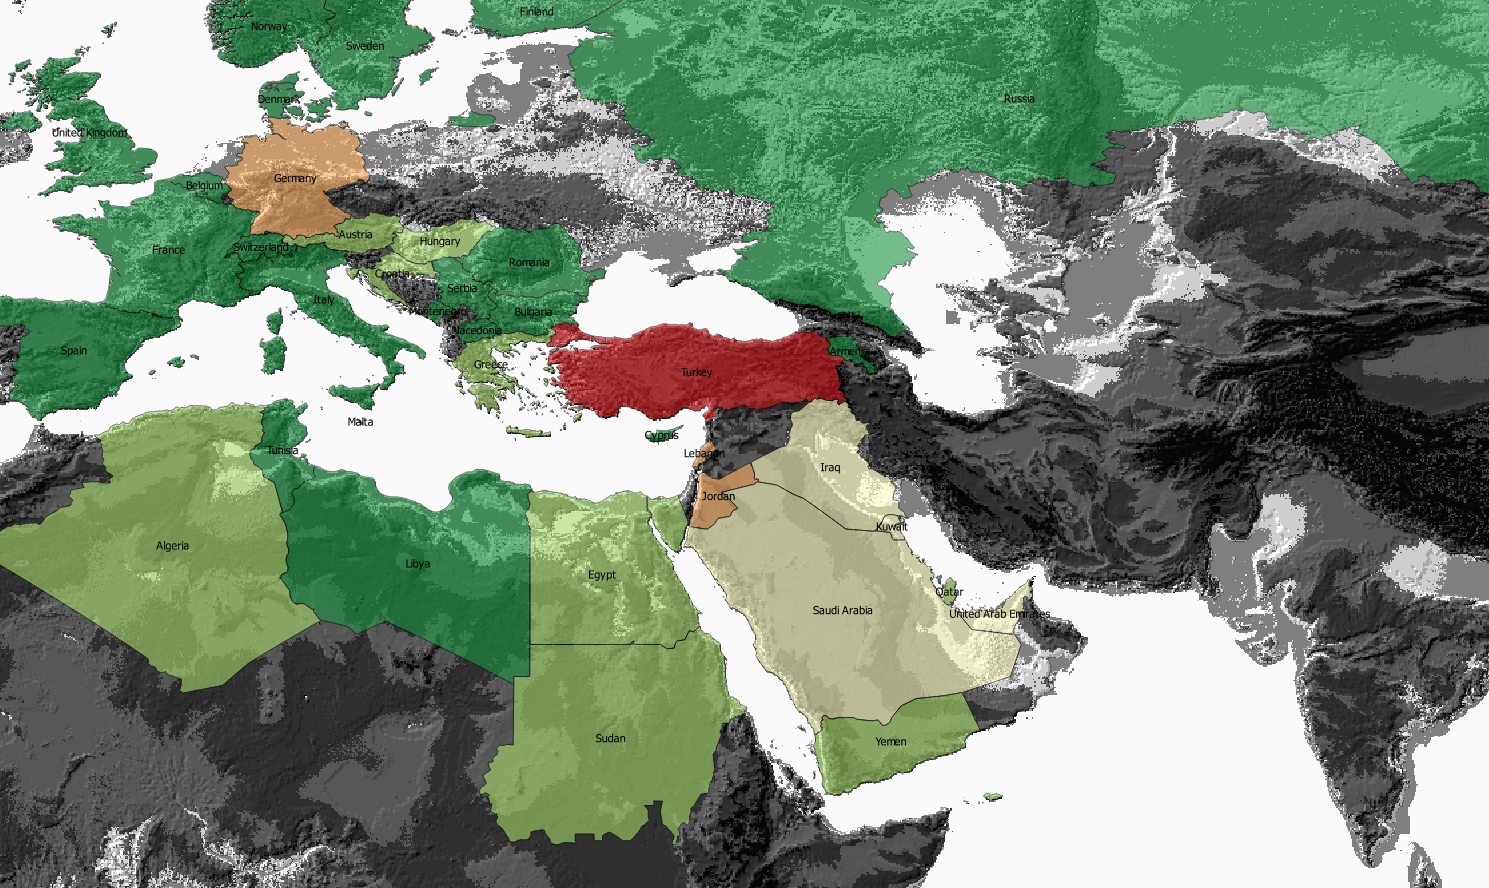 Finland
Norway
Sweden
Russia
Denmark
United Kingdom
Germany
Belgium
Austria
Hungary
France
Switzerland
Romania
Croatia
Serbia
Italy
Montenegro
Bulgaria
Macedonia
Spain
Armen
Greece
Turkey
Malta
Cyprus
Tunisia
Lebanon
Iraq
Jordan
Kuwait
Algeria
Libya
Egypt
Qatar
Saudi Arabia
United Arab Emirates
Sudan
Yemen